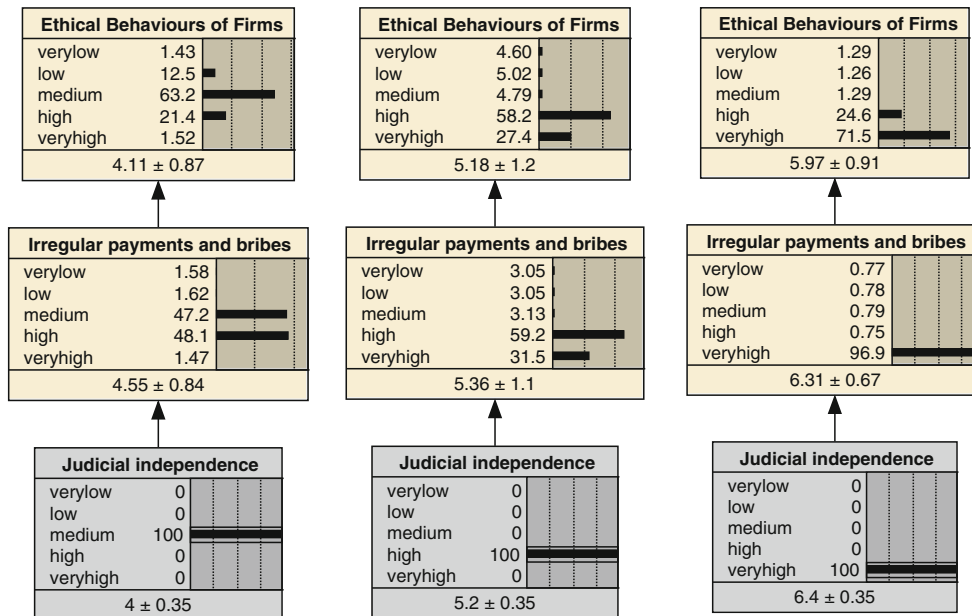 Ethical Behaviours of Firms
verylow 1.43
low 12.5
medium 63.2
high 21.4
veryhigh 1.52
4.11 ± 0.87
Irregular payments and bribes
verylow 1.58
low 1.62
medium 47.2
high 48.1
veryhigh 1.47
4.55 ± 0.84
Judicial independence
verylow 0
low 0
medium 100
high 0
veryhigh 0
4 ± 0.35
Ethical Behaviours of Firms
verylow 4.60
low 5.02
medium 4.79
high 58.2
veryhigh 27.4
5.18 ± 1.2
Irregular payments and bribes
verylow 3.05
low 3.05
medium 3.13
high 59.2
veryhigh 31.5
5.36 ± 1.1
Judicial independence
verylow 0
low 0
medium 0
high 100
veryhigh 0
5.2 ± 0.35
Ethical Behaviours of Firms
verylow 1.29
low 1.26
medium 1.29
high 24.6
veryhigh 71.5
5.97 ± 0.91
Irregular payments and bribes
verylow 0.77
low 0.78
medium 0.79
high 0.75
veryhigh 96.9
6.31 ± 0.67
Judicial independence
verylow 0
low 0
medium 0
high 0
veryhigh 100
6.4 ± 0.35